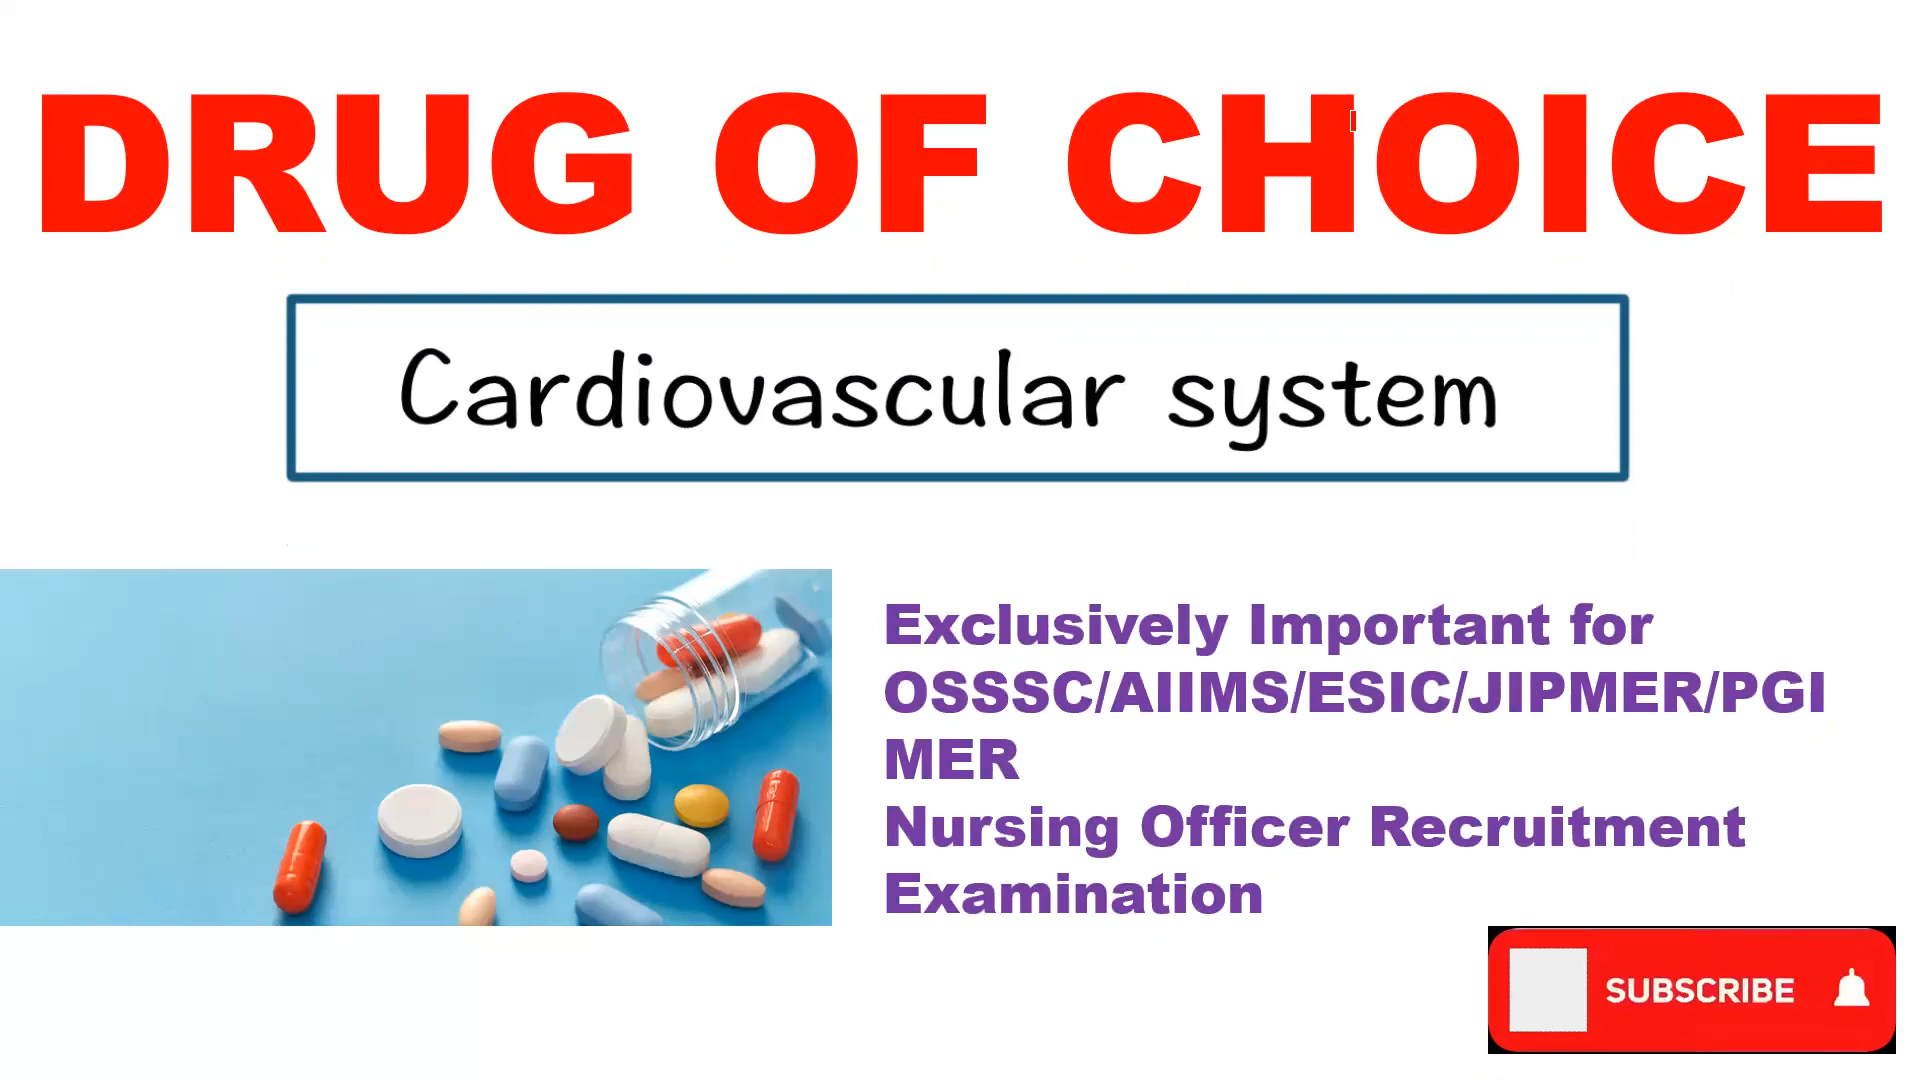 DRUG OF CHOICE
Cardiovascular system
Exclusively Important for
OSSSC/AIIMS/ESIC/JIPMER/PGI
MER
Nursing Officer Recruitment
Examination
SUBSCRIBE